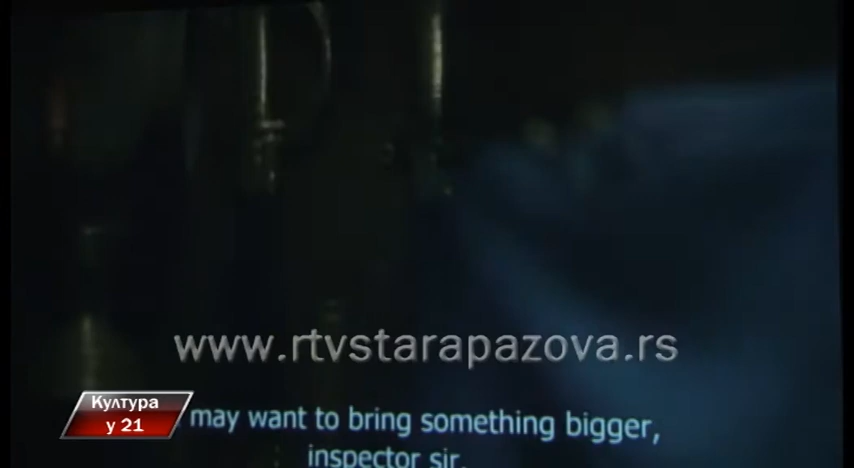 www.rtvstarapazova.rs
Култура
у 21
may want to bring something bigger,
inspector sir.